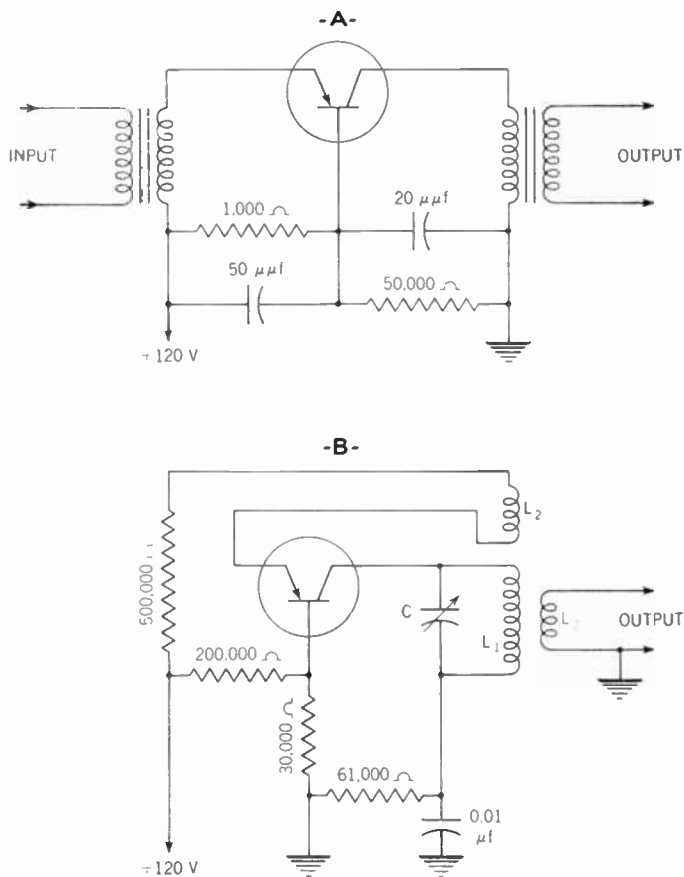 -A-
INPUT
OUTPUT
1,000 Ω
20 μμf
50 μμf
50,000 Ω
+120 V
-B-
L2
500,000
C
L1
OUTPUT
200,000 Ω
30,000 Ω
61,000 Ω
0.01
μf
+120 V